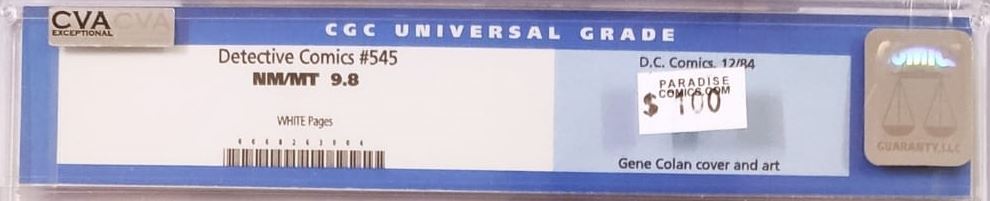 CVA
EXCEPTIONAL
CGC UNIVERSAL GRADE
Detective Comics #545
NM/MT 9.8
WHITE Pages
D.C. Comics, 12/84
PARADISE
COMICS.COM
$ 100
Gene Colan cover and art
GUARANTY, LLC